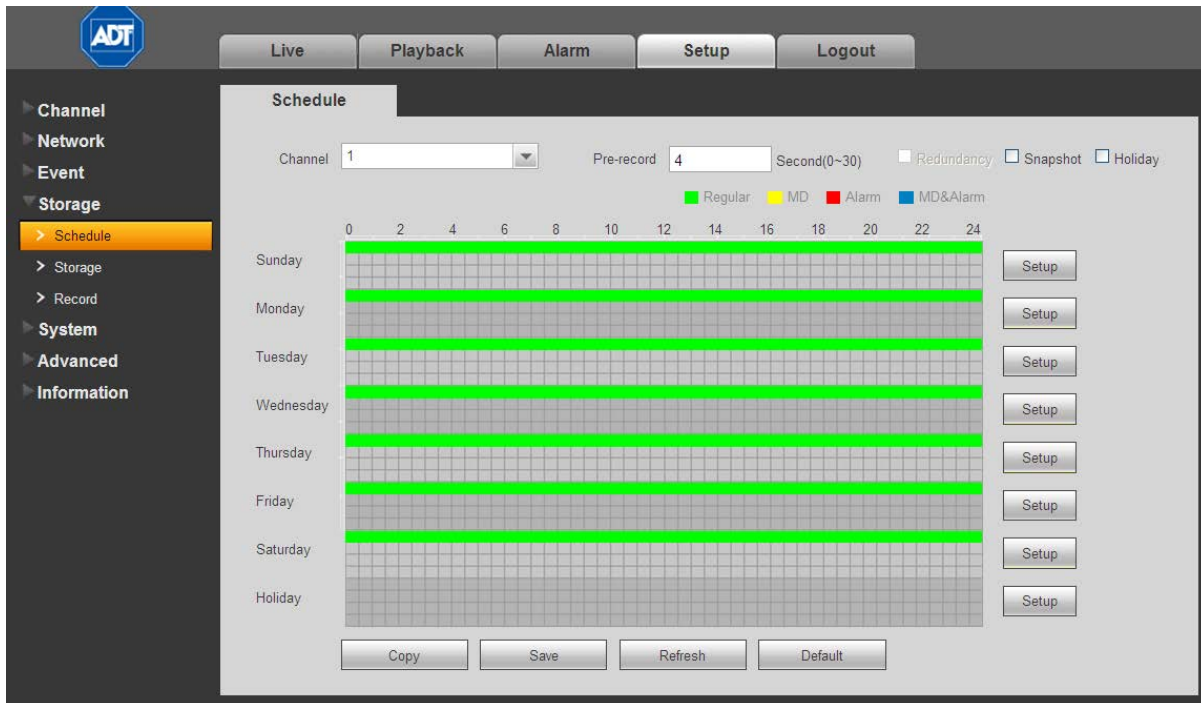 ADT
Live Playback Alarm Setup Logout
Channel
Network
Event
Storage
> Schedule
> Storage
> Record
System
Advanced
Information
Schedule
Channel 1 Pre-record 4 Second(0~30) Redundancy Snapshot Holiday
Regular MD Alarm MD&Alarm
0 2 4 6 8 10 12 14 16 18 20 22 24
Sunday Setup
Monday Setup
Tuesday Setup
Wednesday Setup
Thursday Setup
Friday Setup
Saturday Setup
Holiday Setup
Copy Save Refresh Default